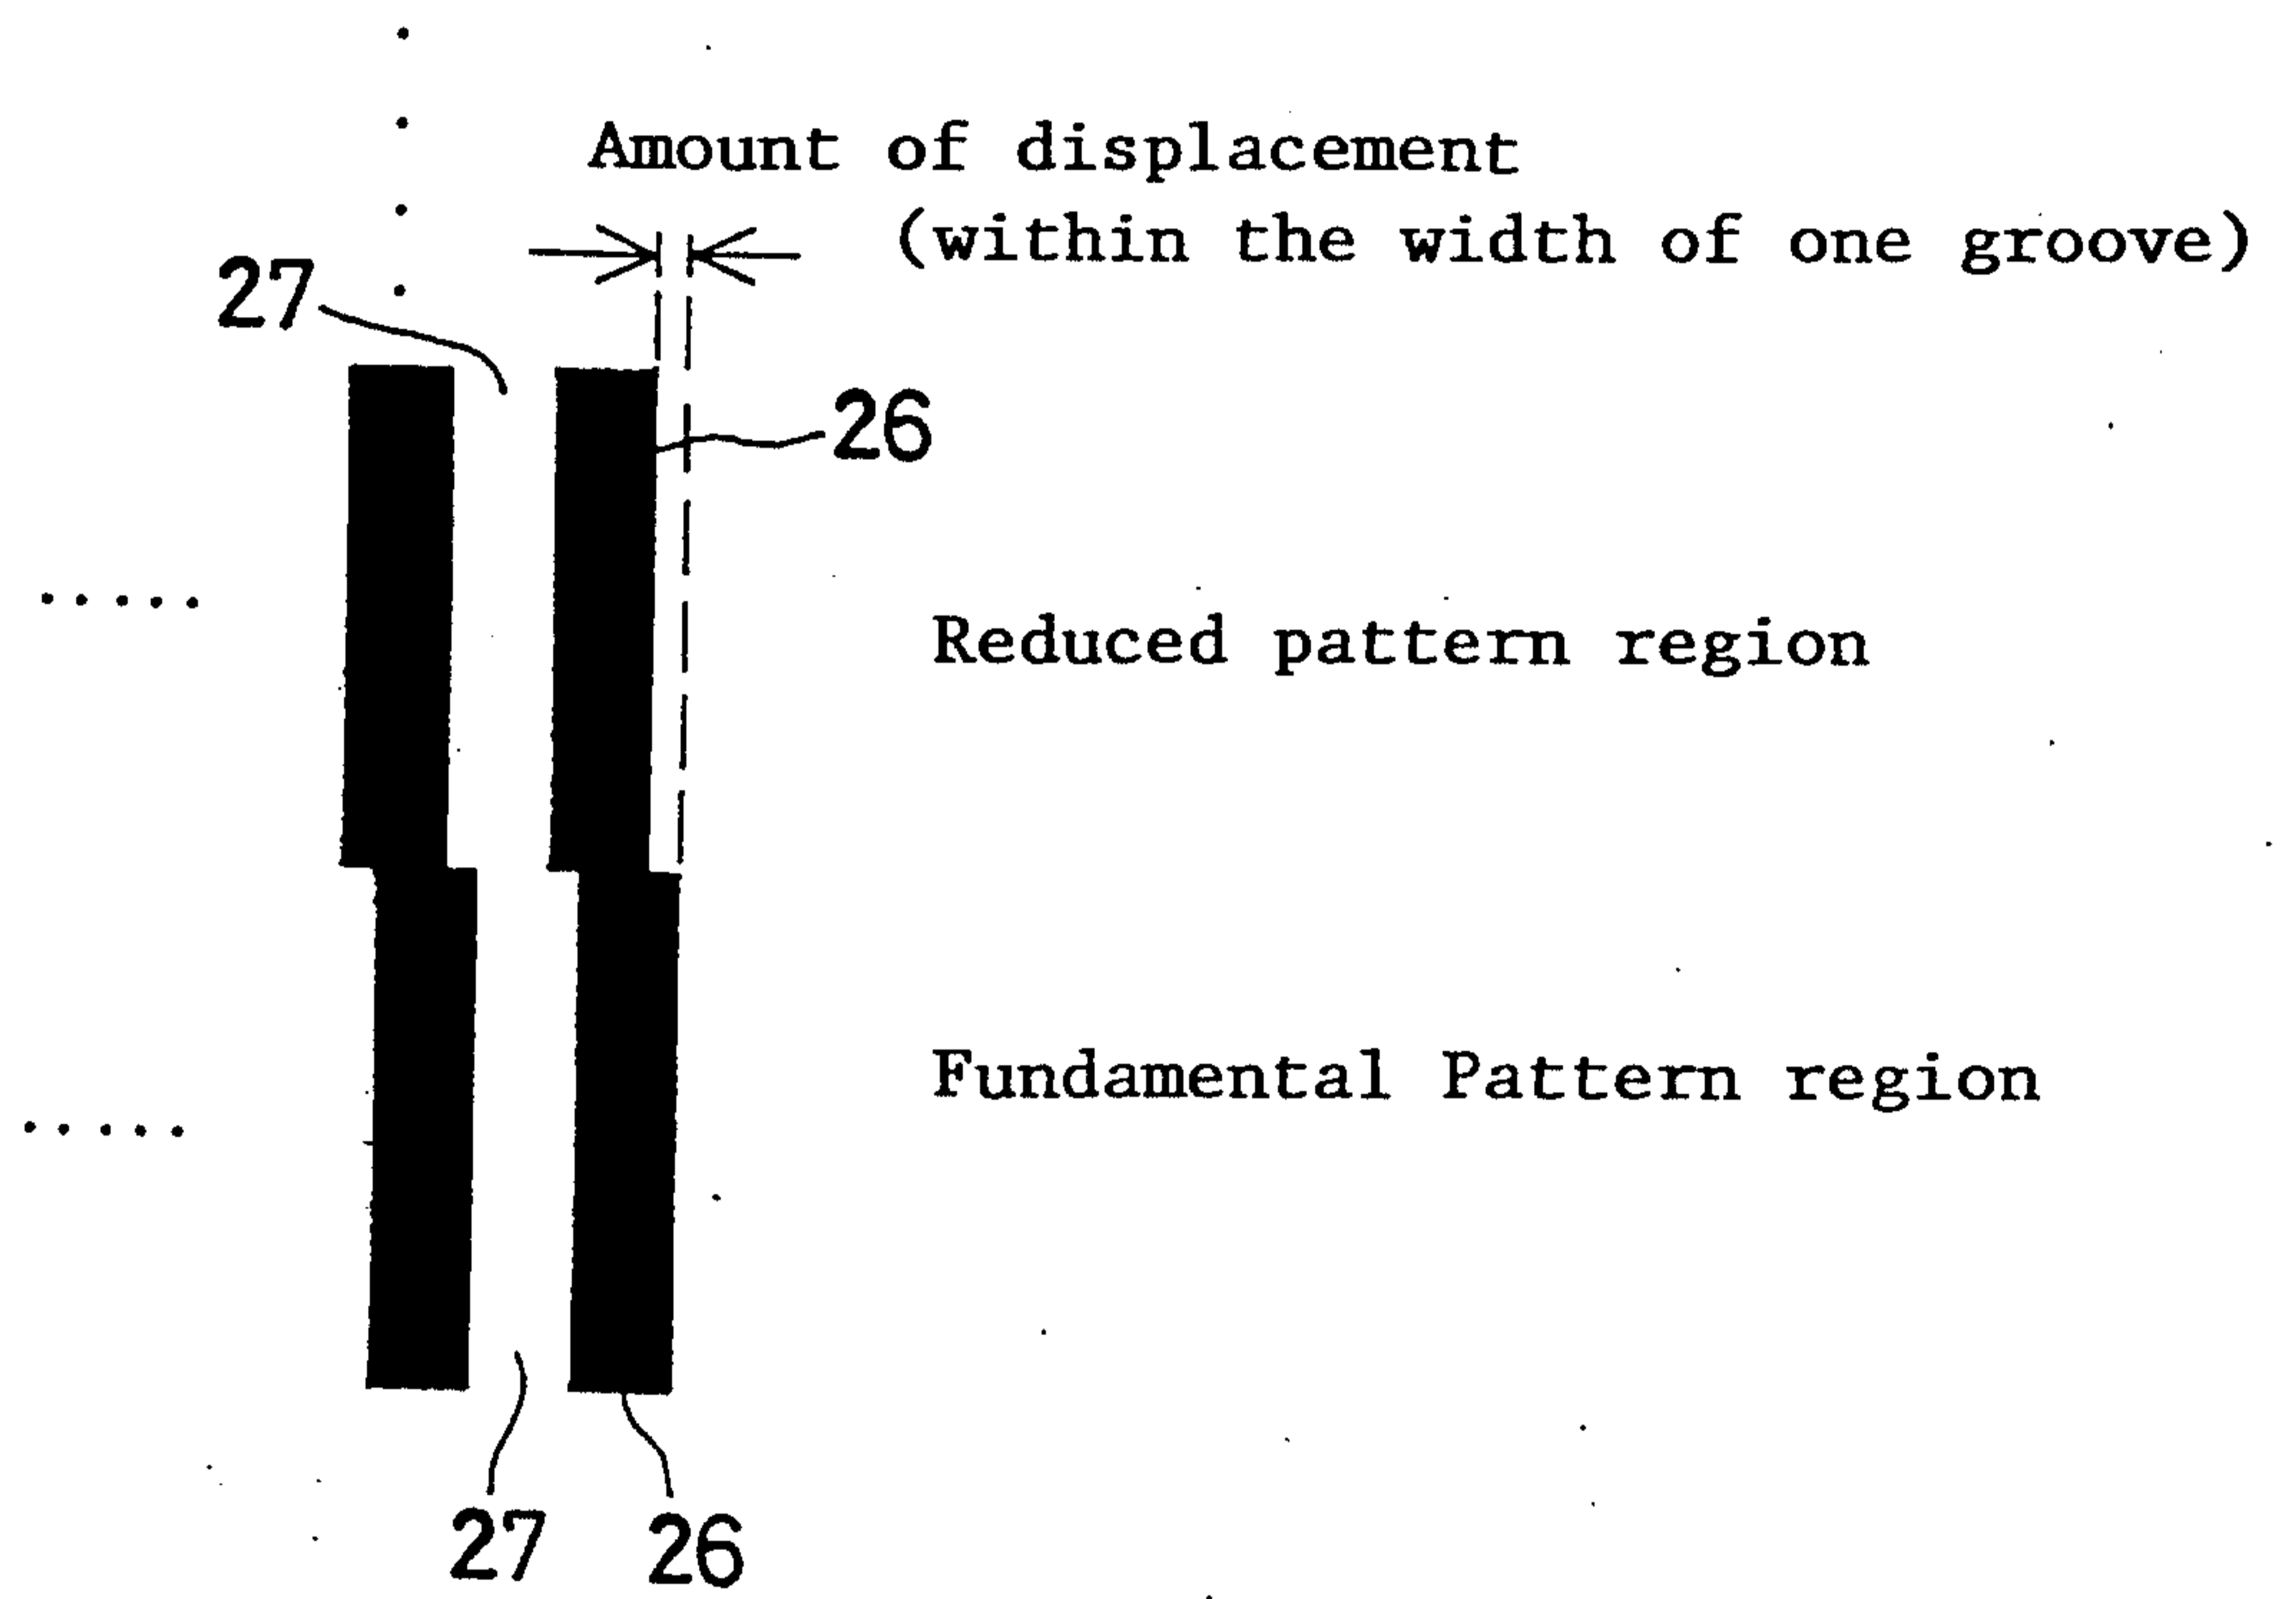 Amount of displacement
(within the width of one groove)
27
26
Reduced pattern region
Fundamental Pattern region
27 26